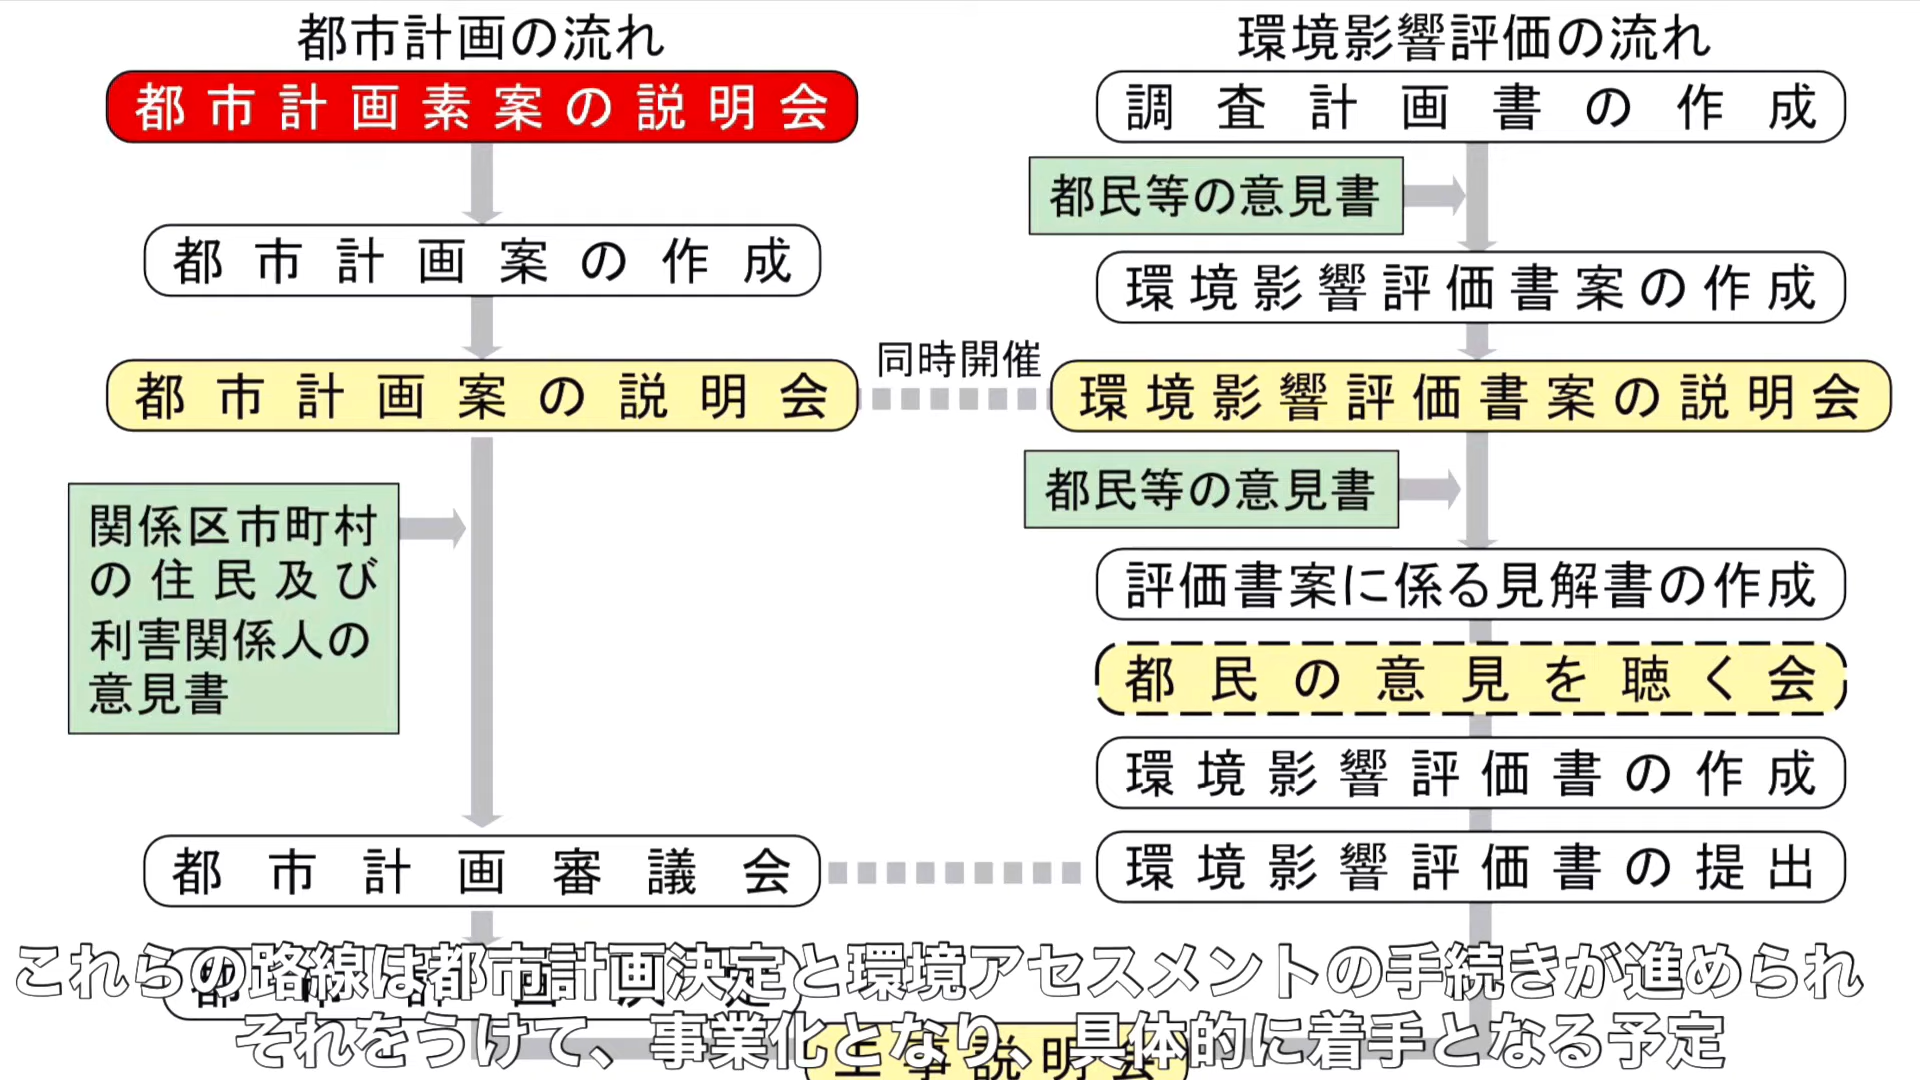 都市計画の流れ
都市計画素案の説明会
都市計画案の作成
都市計画案の説明会
関係区市町村
の住民及び
利害関係人の
意見書
都市計画審議会
都市計画決定
同時開催
環境影響評価の流れ
調査計画書の作成
都民等の意見書
環境影響評価書案の作成
環境影響評価書案の説明会
都民等の意見書
評価書案に係る見解書の作成
都民の意見を聴く会
環境影響評価書の作成
環境影響評価書の提出
工事説明会
これらの路線は都市計画決定と環境アセスメントの手続きが進められ
それをうけて、事業化となり、具体的に着手となる予定